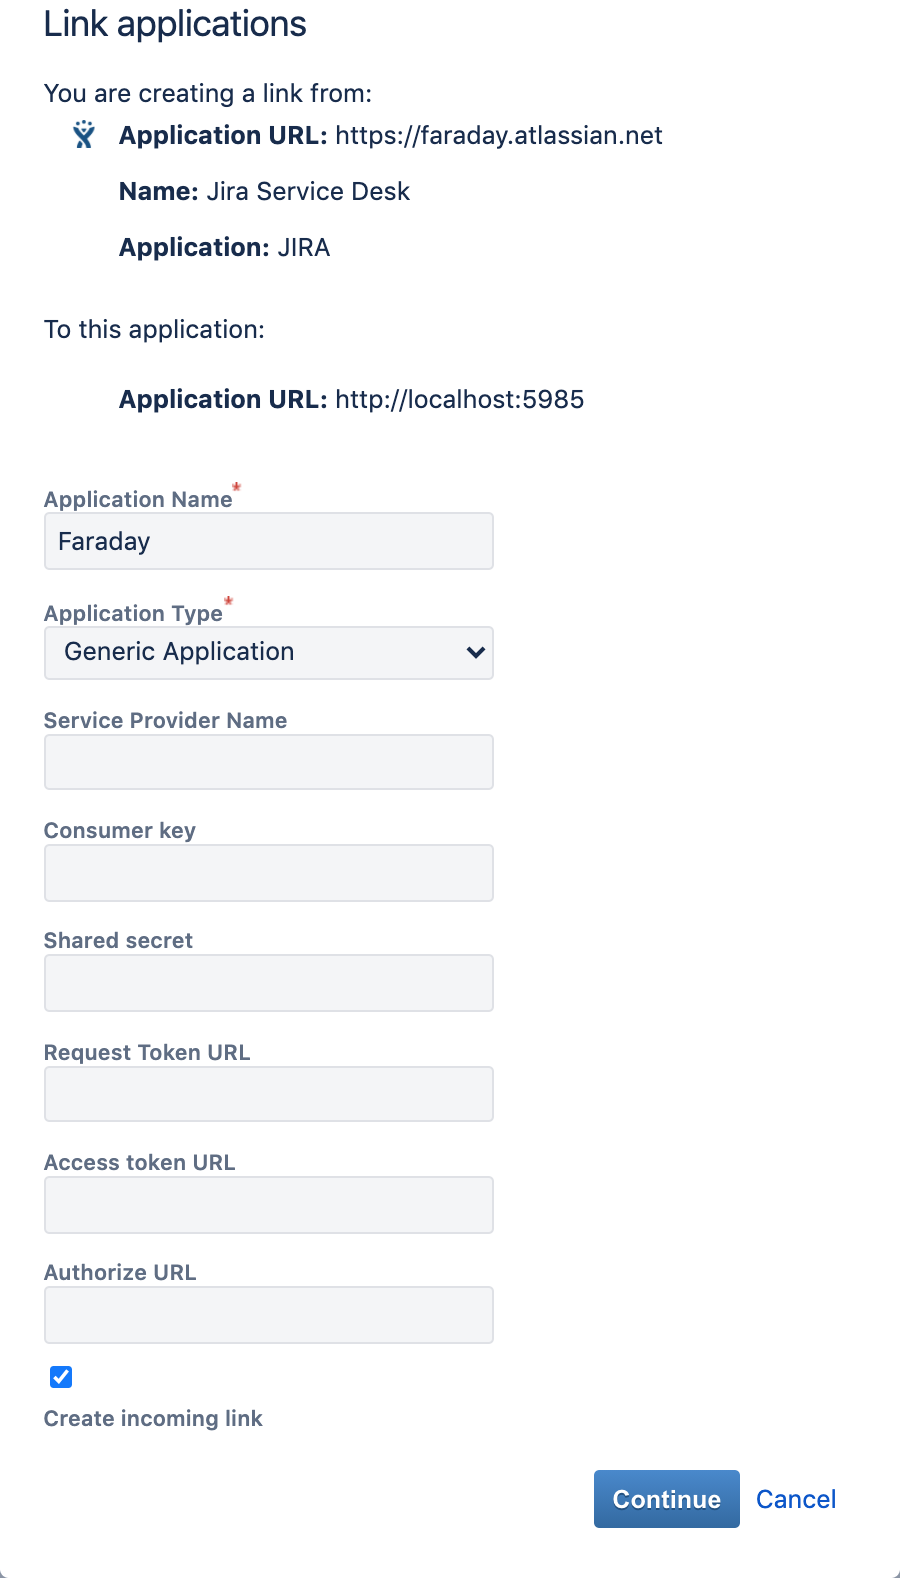 Link applications
You are creating a link from:
Application URL: https://faraday.atlassian.net
Name: Jira Service Desk
Application: JIRA
To this application:
Application URL: http://localhost:5985
Application Name*
Faraday
Application Type*
Generic Application
Service Provider Name
Consumer key
Shared secret
Request Token URL
Access token URL
Authorize URL
Create incoming link
Continue Cancel